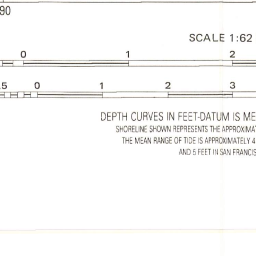 90
SCALE 1:62
0 1 2
.5 0 1 2 3
DEPTH CURVES IN FEET-DATUM IS ME
SHORELINE SHOWN REPRESENTS THE APPROXIMA
THE MEAN RANGE OF TIDE IS APPROXIMATELY 4
AND 5 FEET IN SAN FRANCIS